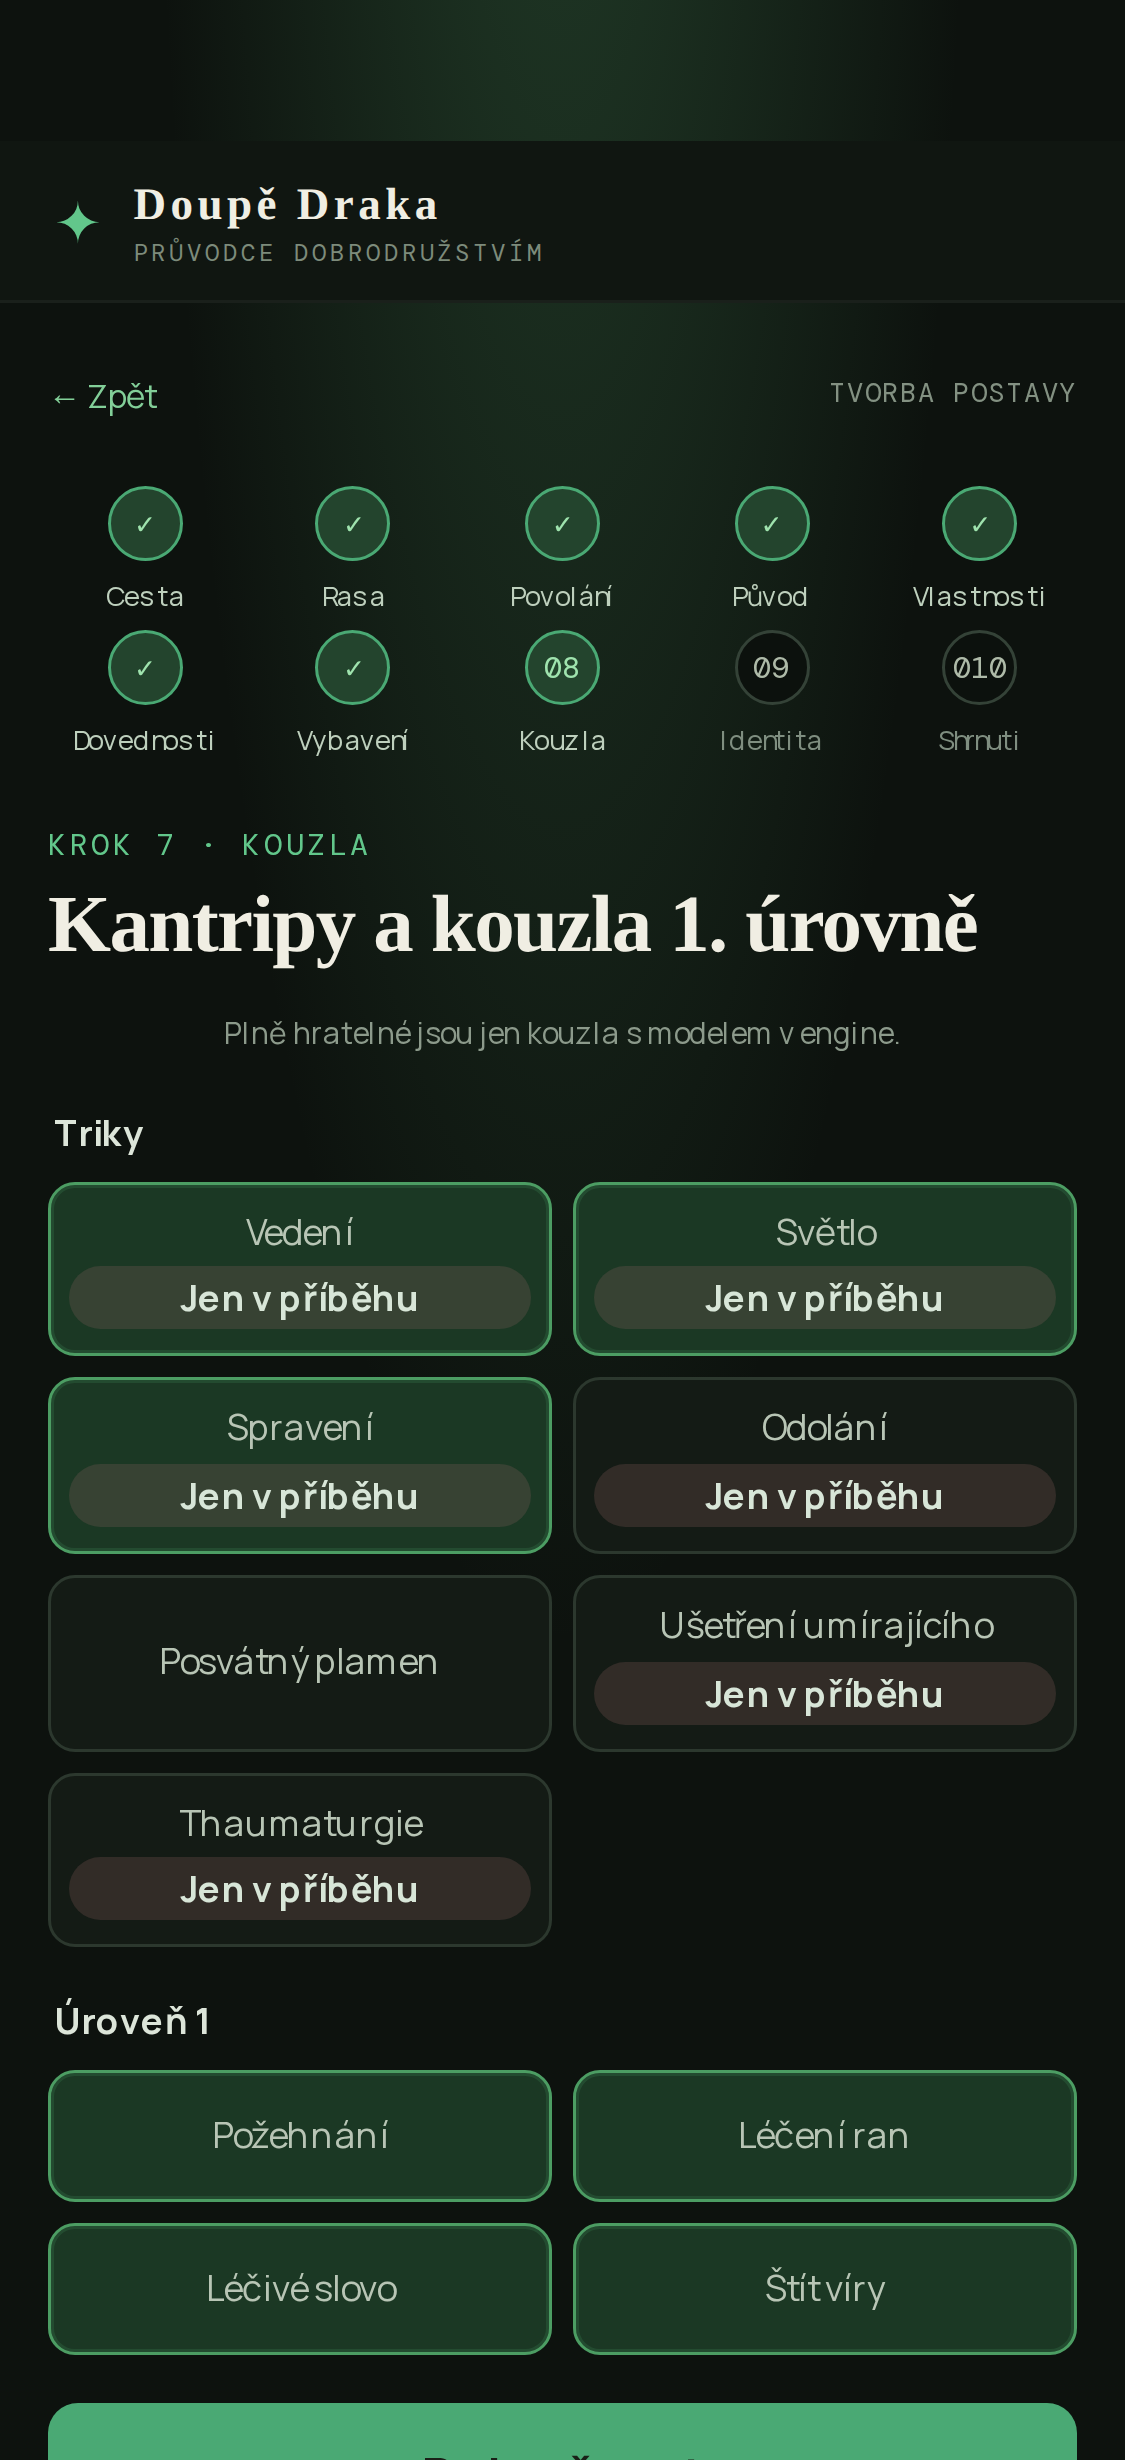 Doupě Draka
PRŮVODCE DOBRODRUŽSTVÍM
← Zpět
TVORBA POSTAVY
✓ ✓ ✓ ✓ ✓
Cesta Rasa Povolání Původ Vlastnosti
✓ ✓ 08 09 010
Dovednosti Vybavení Kouzla Identita Shrnuti
KROK 7 · KOUZLA
Kantripy a kouzla 1. úrovně
Plně hratelné jsou jen kouzla s modelem v engine.
Triky
Vedení Světlo
Jen v příběhu Jen v příběhu
Spravení Odolání
Jen v příběhu Jen v příběhu
Posvátný plamen
Ušetření umírajícího
Jen v příběhu
Thaumaturgie
Jen v příběhu
Úroveň 1
Požehnání Léčení ran
Léčivé slovo Štít víry